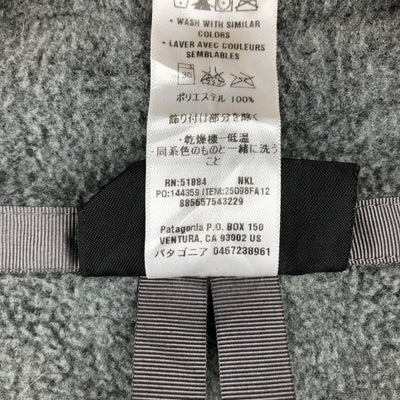 • WASH WITH SIMILAR
COLORS
• LAVER AVEC COULEURS
SEMBLABLES
30
ポリエステル 100%
飾り付け部分を除く
・乾燥機-低温
・同系色のものと一緒に洗う
こと
RN:51884 NKL
PO:144359 ITEM:25096FA12
885657543229
Patagonia P.O. BOX 150
VENTURA, CA 93002 US
パタゴニア 0467238961